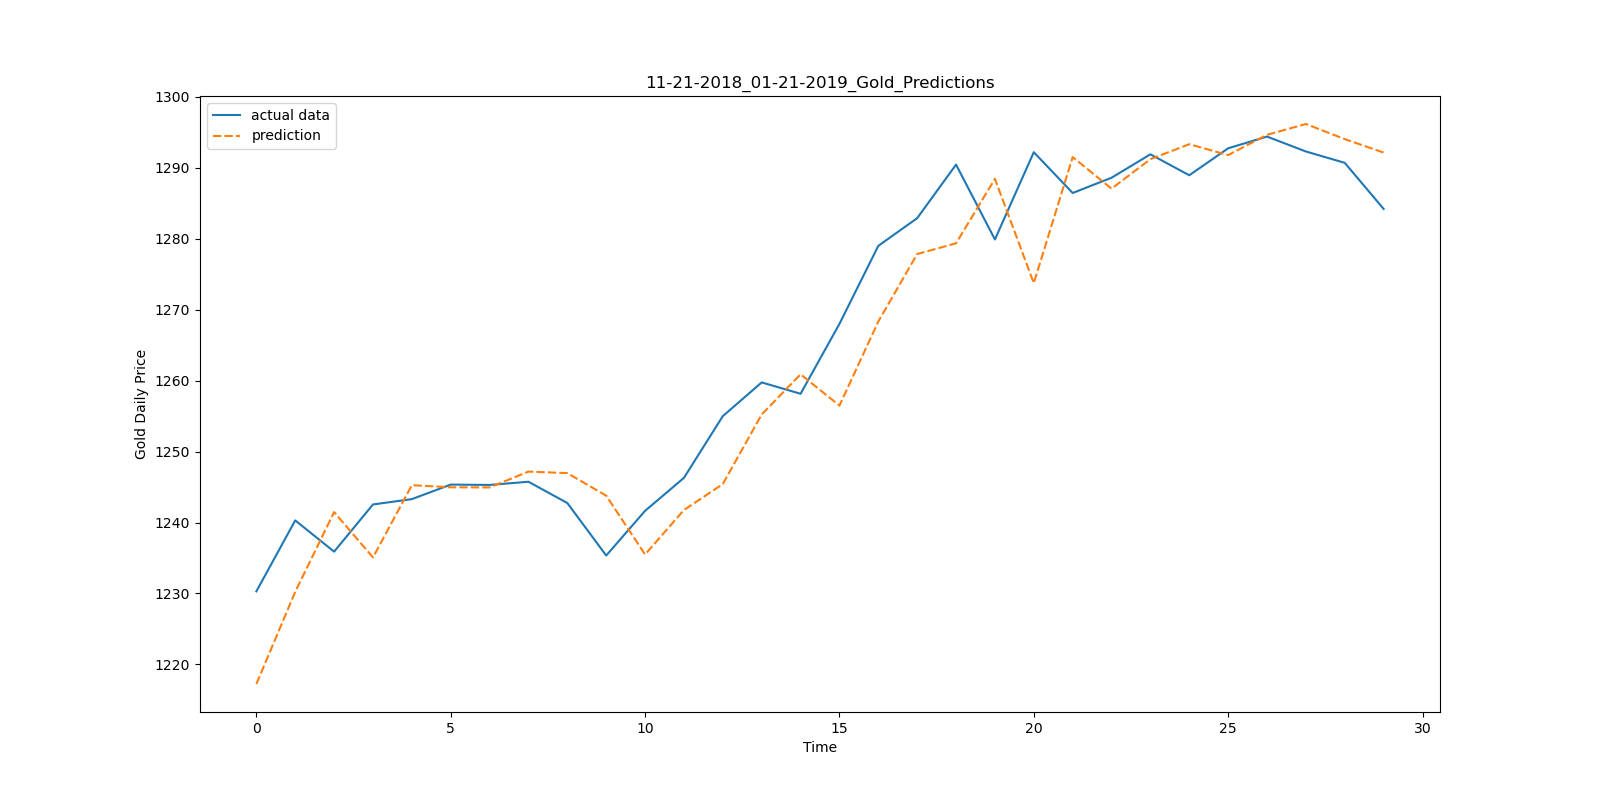 11-21-2018_01-21-2019_Gold_Predictions
actual data
prediction
Gold Daily Price
1300
1290
1280
1270
1260
1250
1240
1230
1220
0 5 10 15 20 25 30
Time